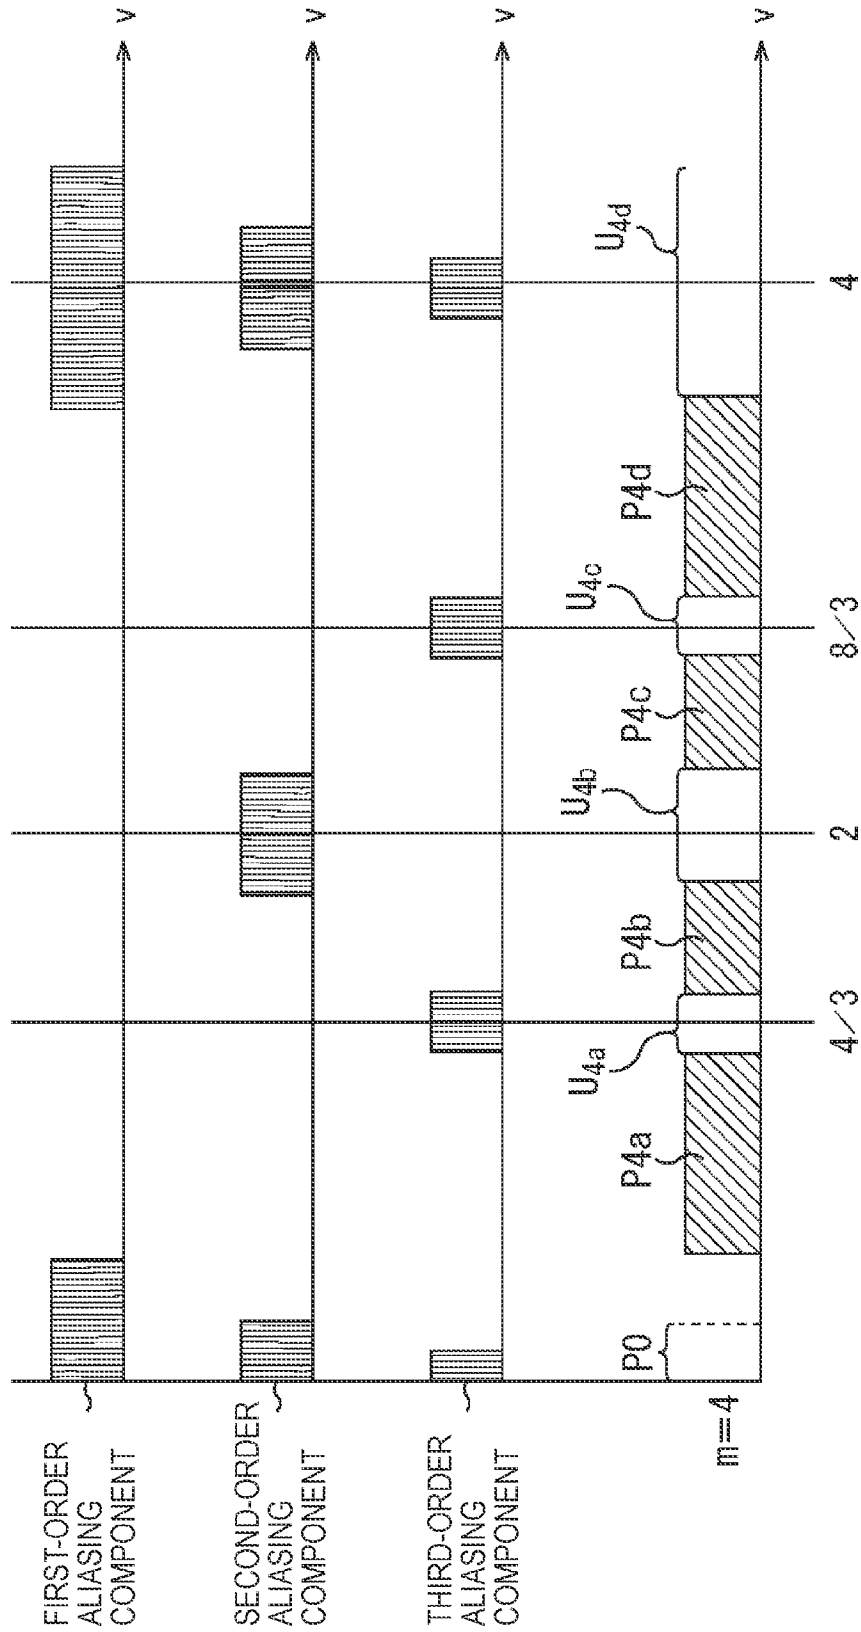 FIRST-ORDER
ALIASING
COMPONENT
v
SECOND-ORDER
ALIASING
COMPONENT
v
THIRD-ORDER
ALIASING
COMPONENT
v
U4a
U4b
U4c
U4d
P0
P4a
P4b
P4c
P4d
m=4
v
4/3
2
8/3
4